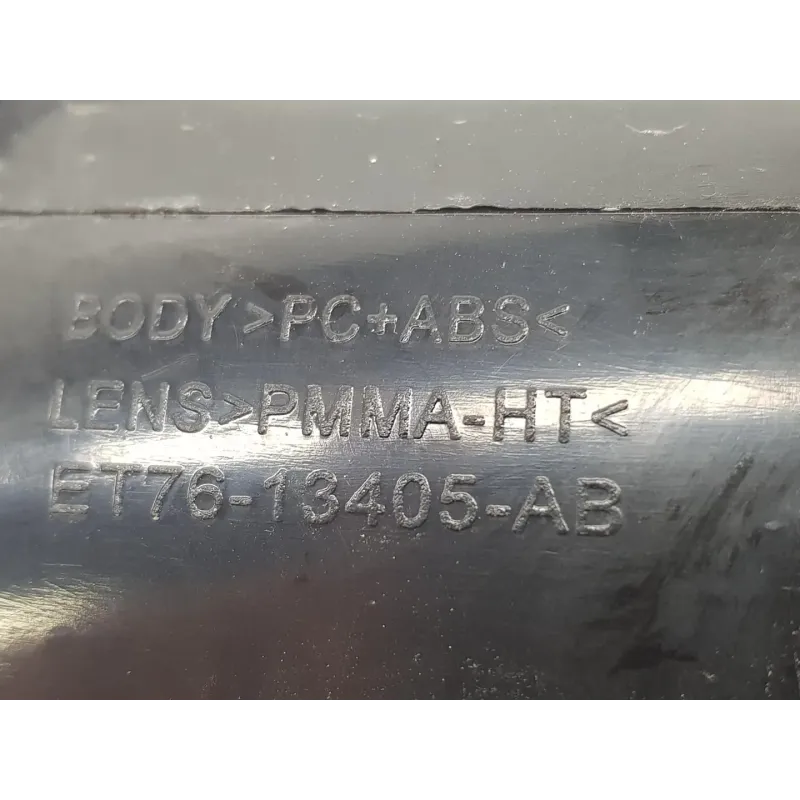 BODY>PC+ABS<
LENS>PMMA-HT<
ET76-13405-AB